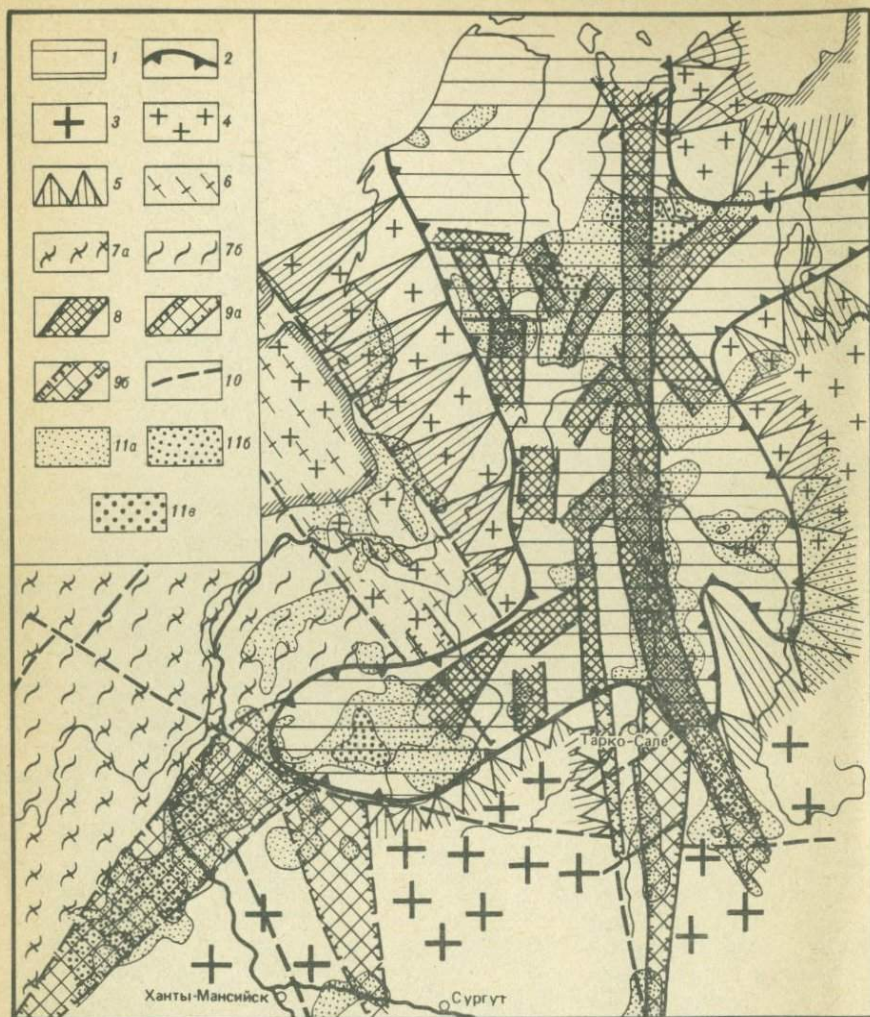 1
2
3
4
5
6
7а
7б
8
9а
9б
10
11а
11б
11в
Тарко-Сале
Ханты-Мансийск
Сургут